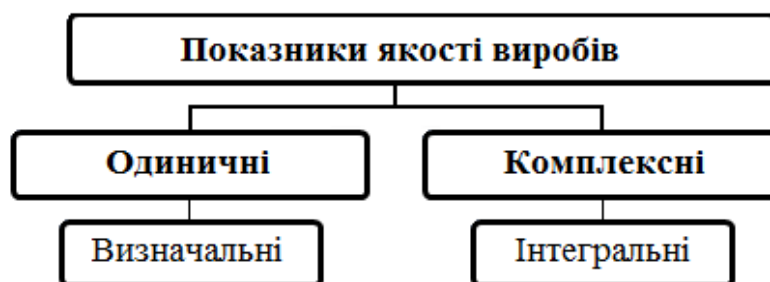 Показники якості виробів
Одиничні
Комплексні
Визначальні
Інтегральні